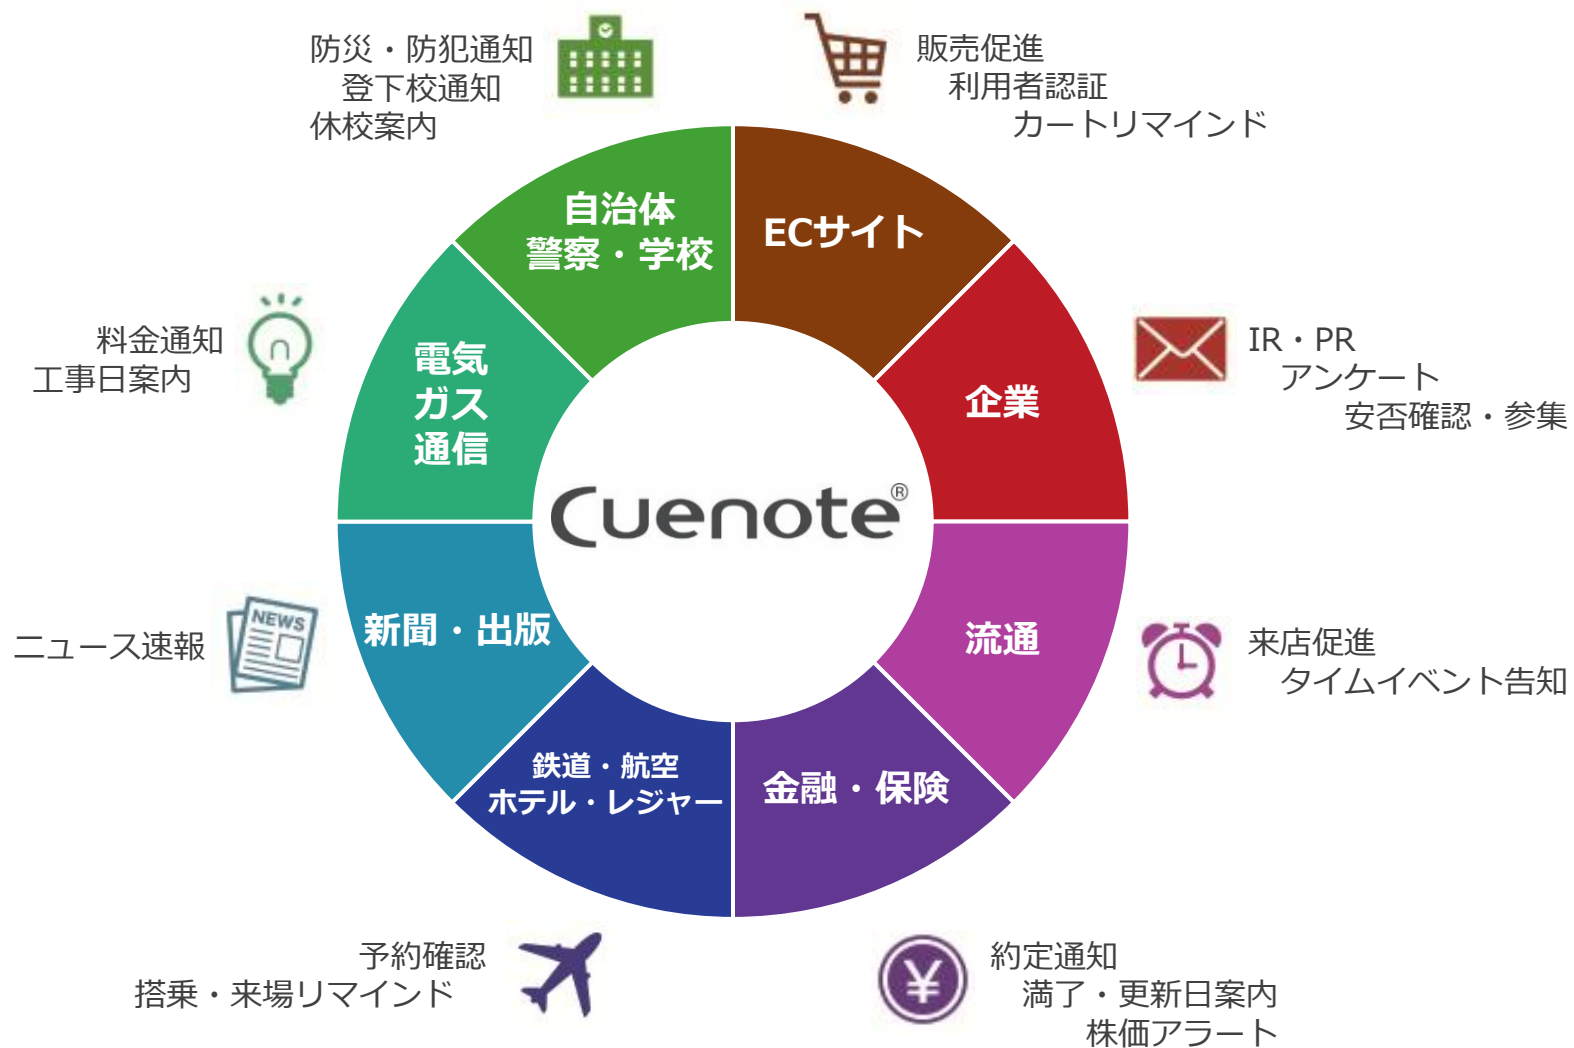 防災・防犯通知
登下校通知
休校案内
販売促進
利用者認証
カートリマインド
自治体
警察・学校
ECサイト
料金通知
工事日案内
電気
ガス
通信
企業
IR・PR
アンケート
安否確認・参集
Cuenote®
ニュース速報
NEWS
新聞・出版
流通
来店促進
タイムイベント告知
鉄道・航空
ホテル・レジャー
金融・保険
予約確認
搭乗・来場リマインド
¥
約定通知
満了・更新日案内
株価アラート